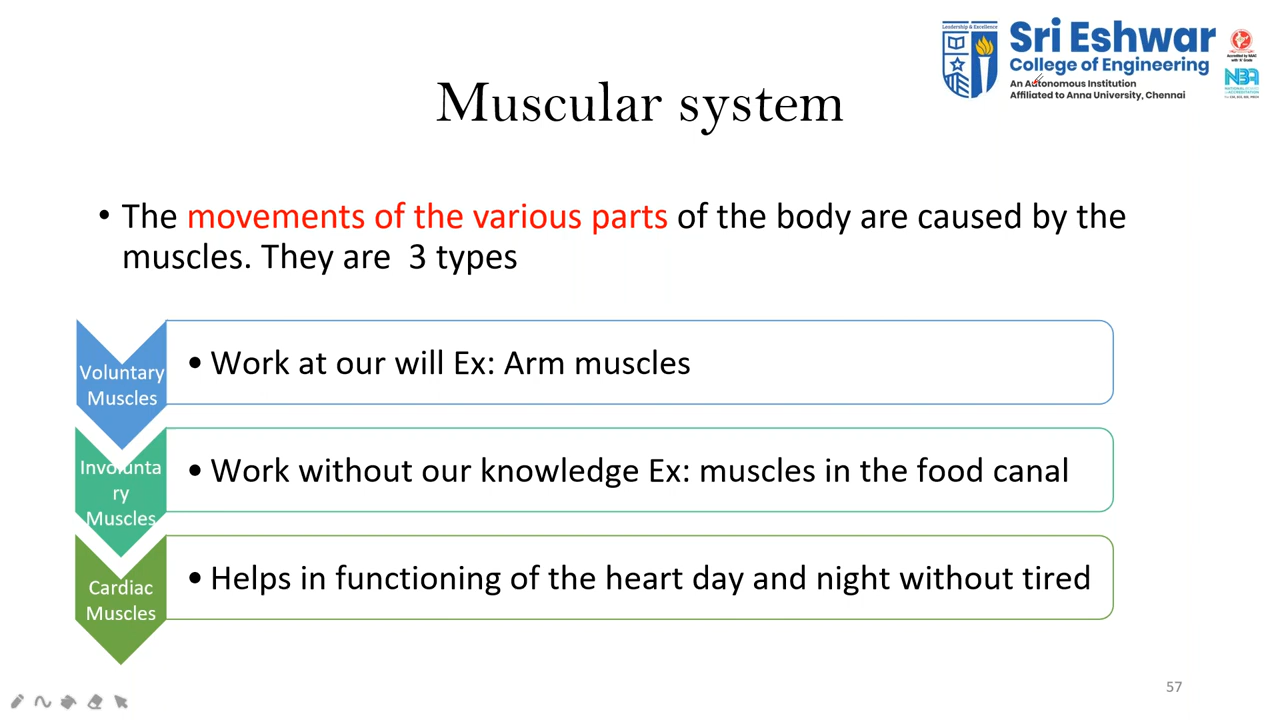 Leadership & Excellence
Sri Eshwar
College of Engineering
An Autonomous Institution
Affiliated to Anna University, Chennai
NBA
Muscular system
• The movements of the various parts of the body are caused by the
muscles. They are 3 types
Voluntary
Muscles
• Work at our will Ex: Arm muscles
Involunta
ry
Muscles
• Work without our knowledge Ex: muscles in the food canal
Cardiac
Muscles
• Helps in functioning of the heart day and night without tired
57